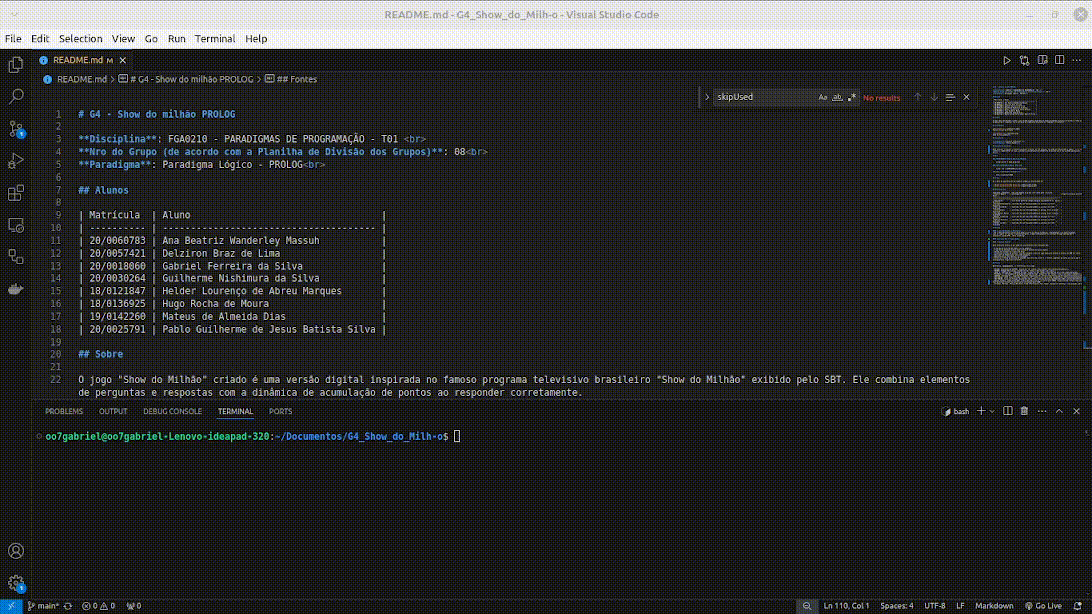 README.md - G4_Show_do_Milh-o - Visual Studio Code
File Edit Selection View Go Run Terminal Help
README.md M
README.md > # G4 - Show do milhão PROLOG > ## Fontes
skipUsed Aa ab No results
1 # G4 - Show do milhão PROLOG
2
3 **Disciplina**: FGA0210 - PARADIGMAS DE PROGRAMAÇÃO - T01 <br>
4 **Nro do Grupo (de acordo com a Planilha de Divisão dos Grupos)**: 08<br>
5 **Paradigma**: Paradigma Lógico - PROLOG<br>
6
7 ## Alunos
8
9 | Matrícula | Aluno |
10 | ---------- | -------------------------------------- |
11 | 20/0060783 | Ana Beatriz Wanderley Massuh |
12 | 20/0057421 | Delziron Braz de Lima |
13 | 20/0018060 | Gabriel Ferreira da Silva |
14 | 20/0030264 | Guilherme Nishimura da Silva |
15 | 18/0121847 | Helder Lourenço de Abreu Marques |
16 | 18/0136925 | Hugo Rocha de Moura |
17 | 19/0142260 | Mateus de Almeida Dias |
18 | 20/0025791 | Pablo Guilherme de Jesus Batista Silva |
19
20 ## Sobre
21
22 O jogo "Show do Milhão" criado é uma versão digital inspirada no famoso programa televisivo brasileiro "Show do Milhão" exibido pelo SBT. Ele combina elementos
de perguntas e respostas com a dinâmica de acumulação de pontos ao responder corretamente.
PROBLEMS OUTPUT DEBUG CONSOLE TERMINAL PORTS
bash
oo7gabriel@oo7gabriel-Lenovo-ideapad-320:~/Documentos/G4_Show_do_Milh-o$
main* 0 0 0 Ln 110, Col 1 Spaces: 4 UTF-8 LF Markdown Go Live